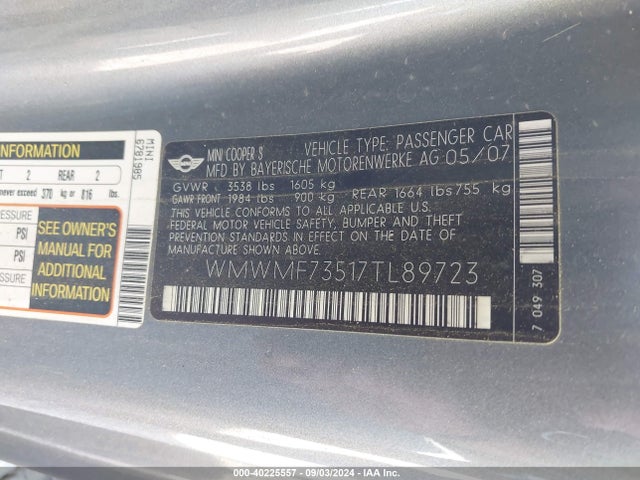 INFORMATION
2 REAR 2
never exceed 370 kg or 816 lbs.
PRESSURE
PSI
PSI
SEE OWNER'S
MANUAL FOR
ADDITIONAL
INFORMATION
MINI
6781985
MINI
MINI COOPER S VEHICLE TYPE: PASSENGER CAR
MFD BY BAYERISCHE MOTORENWERKE AG 05/07
GVWR : 3538 lbs 1605 kg
GAWR FRONT 1984 lbs 900 kg REAR 1664 lbs 755 kg
THIS VEHICLE CONFORMS TO ALL APPLICABLE U.S.
FEDERAL MOTOR VEHICLE SAFETY, BUMPER AND THEFT
PREVENTION STANDARDS IN EFFECT ON THE DATE OF
MANUFACTURE SHOWN ABOVE.
WMWMF73517TL89723
7 049 307
000-40225557 - 09/03/2024 - IAA Inc.